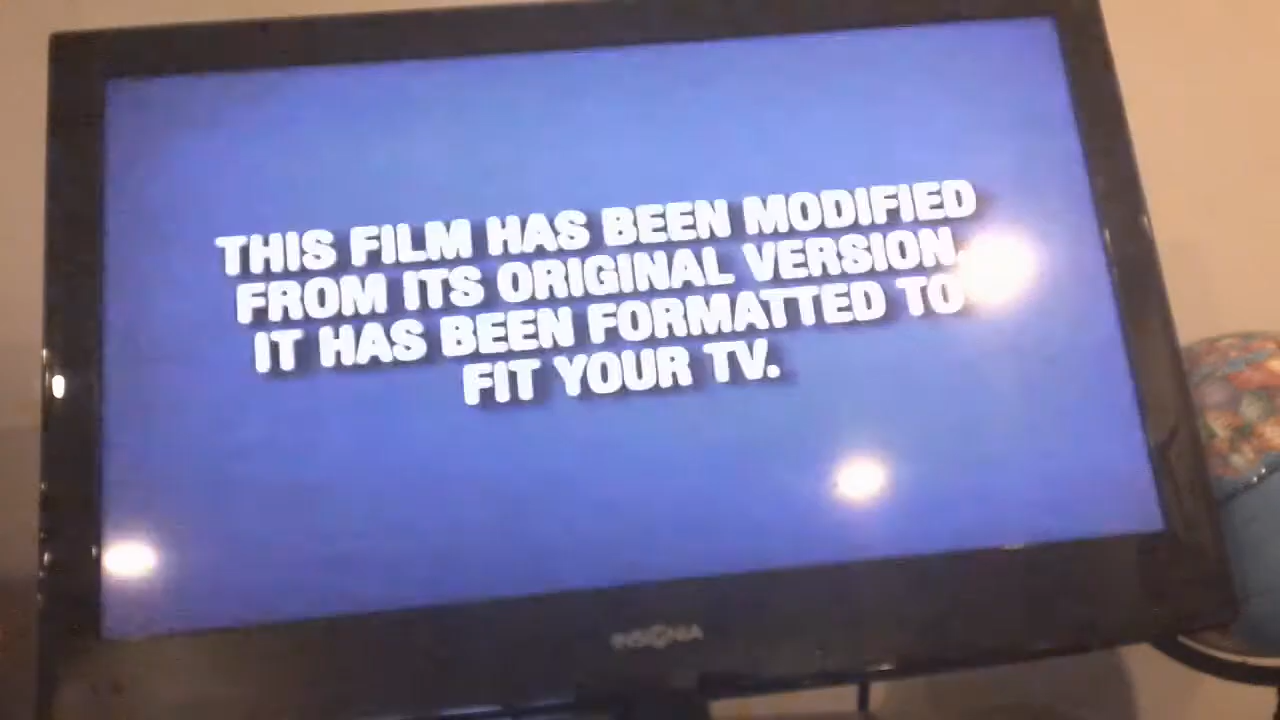 THIS FILM HAS BEEN MODIFIED
FROM ITS ORIGINAL VERSION.
IT HAS BEEN FORMATTED TO
FIT YOUR TV.
INSIGNIA